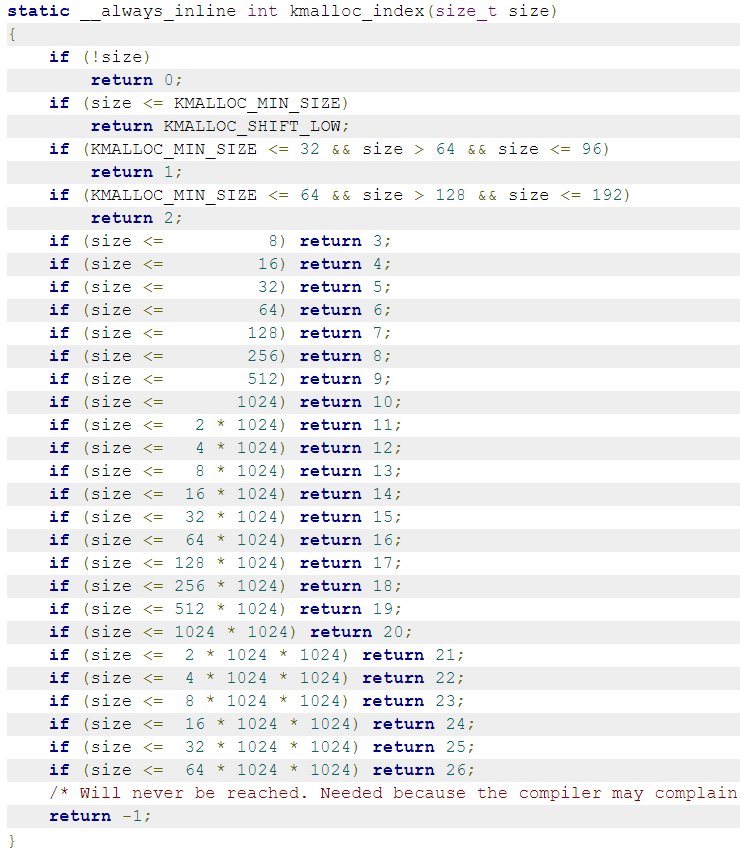 static __always_inline int kmalloc_index(size_t size)
{
    if (!size)
        return 0;
    if (size <= KMALLOC_MIN_SIZE)
        return KMALLOC_SHIFT_LOW;
    if (KMALLOC_MIN_SIZE <= 32 && size > 64 && size <= 96)
        return 1;
    if (KMALLOC_MIN_SIZE <= 64 && size > 128 && size <= 192)
        return 2;
    if (size <=          8) return 3;
    if (size <=         16) return 4;
    if (size <=         32) return 5;
    if (size <=         64) return 6;
    if (size <=        128) return 7;
    if (size <=        256) return 8;
    if (size <=        512) return 9;
    if (size <=       1024) return 10;
    if (size <=   2 * 1024) return 11;
    if (size <=   4 * 1024) return 12;
    if (size <=   8 * 1024) return 13;
    if (size <=  16 * 1024) return 14;
    if (size <=  32 * 1024) return 15;
    if (size <=  64 * 1024) return 16;
    if (size <= 128 * 1024) return 17;
    if (size <= 256 * 1024) return 18;
    if (size <= 512 * 1024) return 19;
    if (size <= 1024 * 1024) return 20;
    if (size <=  2 * 1024 * 1024) return 21;
    if (size <=  4 * 1024 * 1024) return 22;
    if (size <=  8 * 1024 * 1024) return 23;
    if (size <=  16 * 1024 * 1024) return 24;
    if (size <=  32 * 1024 * 1024) return 25;
    if (size <=  64 * 1024 * 1024) return 26;
    /* Will never be reached. Needed because the compiler may complain
    return -1;
}